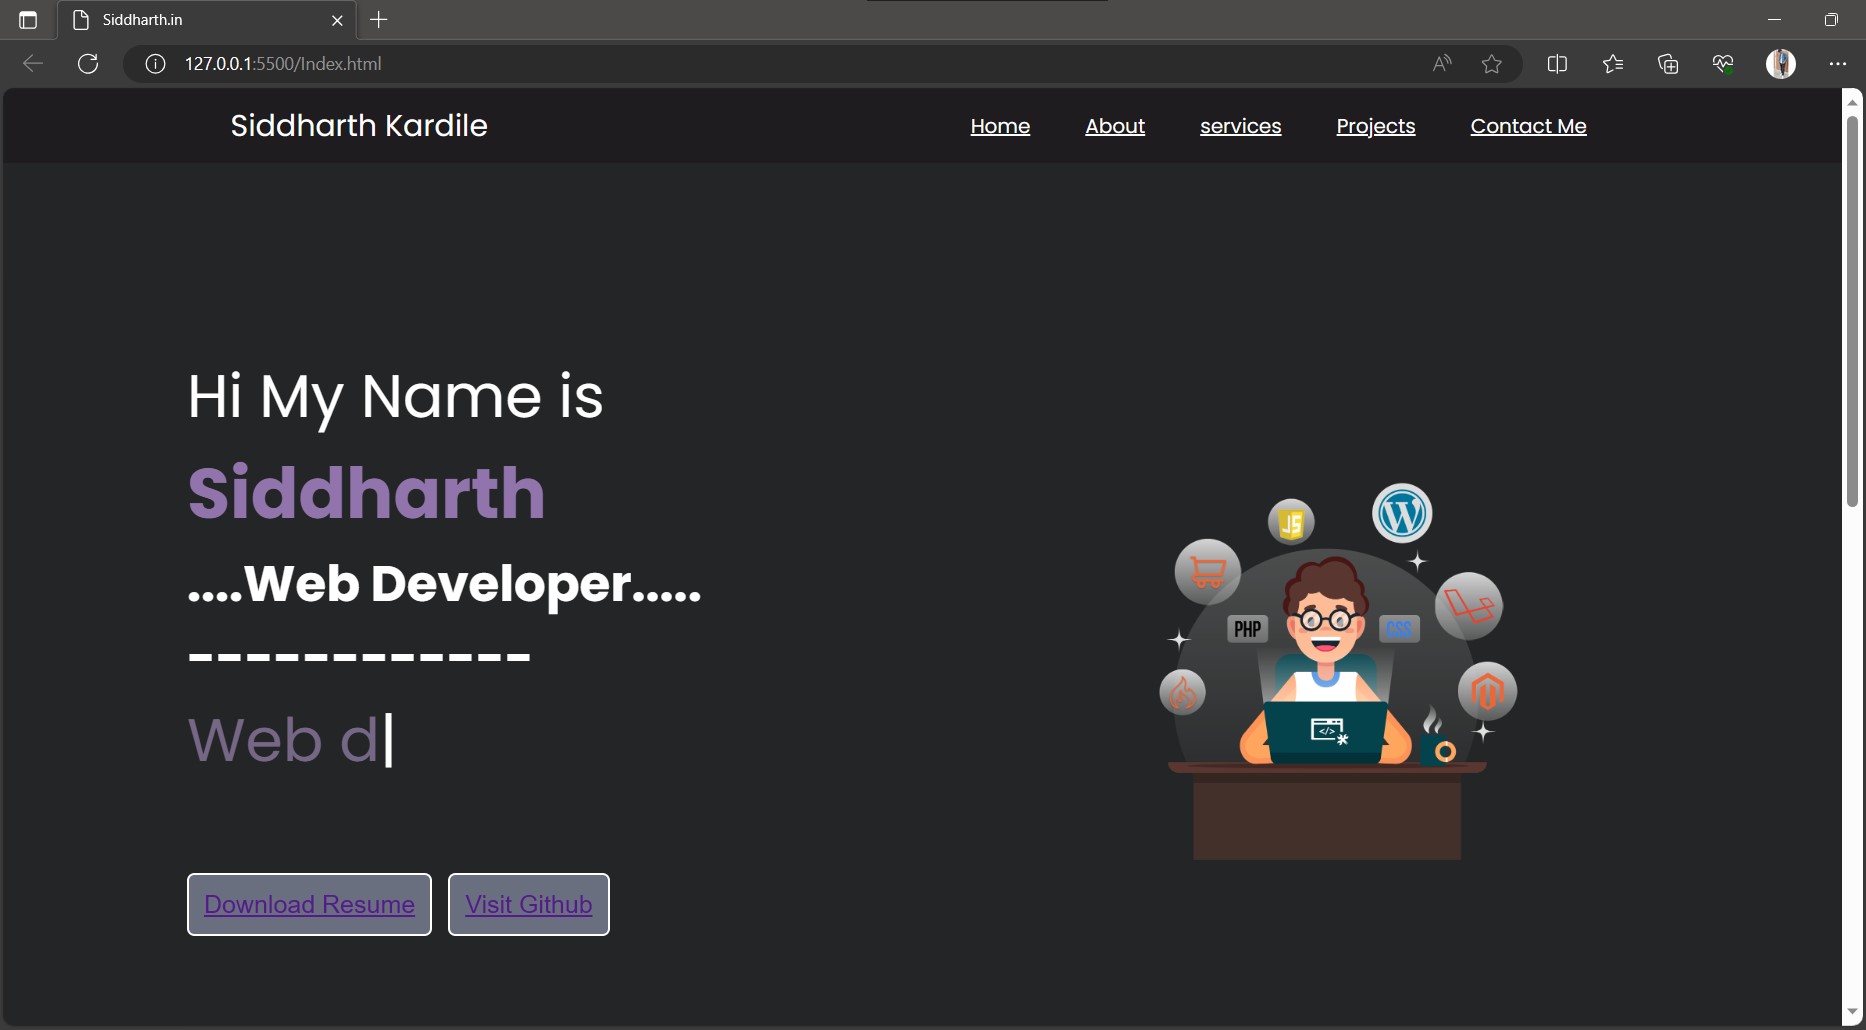 Siddharth.in
127.0.0.1:5500/Index.html
Siddharth Kardile
Home About services Projects Contact Me
Hi My Name is
Siddharth
....Web Developer.....
------------
Web d|
JS
PHP
CSS
</>
Download Resume Visit Github